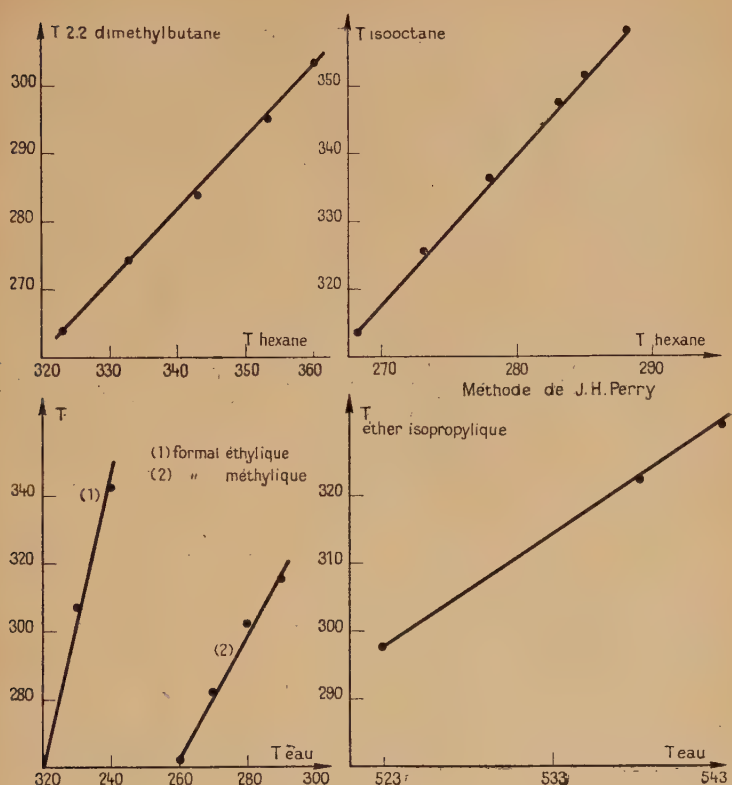 T 2.2 dimethylbutane
300
290
280
270
T hexane
320 330 340 350 360
T isooctane
350
340
330
320
T hexane
270 280 290
Méthode de J.H. Perry
T
(1) formal éthylique
(2) " méthylique
340
(1)
320
300
(2)
280
T eau
320 240 260 280 300
T
éther isopropylique
320
310
300
290
T eau
523 533 543